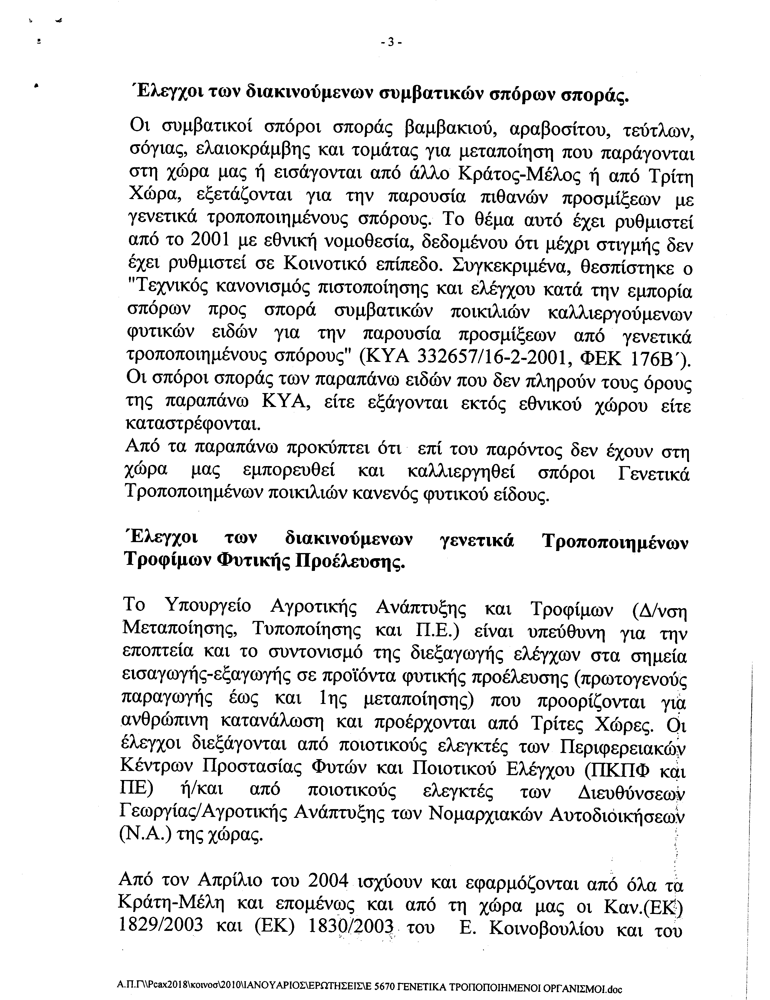 - 3 -
Έλεγχοι των διακινούμενων συμβατικών σπόρων σποράς.
Οι συμβατικοί σπόροι σποράς βαμβακιού, αραβοσίτου, τεύτλων,
σόγιας, ελαιοκράμβης και τομάτας για μεταποίηση που παράγονται
στη χώρα μας ή εισάγονται από άλλο Κράτος-Μέλος ή από Τρίτη
Χώρα, εξετάζονται για την παρουσία πιθανών προσμίξεων με
γενετικά τροποποιημένους σπόρους. Το θέμα αυτό έχει ρυθμιστεί
από το 2001 με εθνική νομοθεσία, δεδομένου ότι μέχρι στιγμής δεν
έχει ρυθμιστεί σε Κοινοτικό επίπεδο. Συγκεκριμένα, θεσπίστηκε ο
"Τεχνικός κανονισμός πιστοποίησης και ελέγχου κατά την εμπορία
σπόρων προς σπορά συμβατικών ποικιλιών καλλιεργούμενων
φυτικών ειδών για την παρουσία προσμίξεων από γενετικά
τροποποιημένους σπόρους" (ΚΥΑ 332657/16-2-2001, ΦΕΚ 176Β΄).
Οι σπόροι σποράς των παραπάνω ειδών που δεν πληρούν τους όρους
της παραπάνω ΚΥΑ, είτε εξάγονται εκτός εθνικού χώρου είτε
καταστρέφονται.
Από τα παραπάνω προκύπτει ότι επί του παρόντος δεν έχουν στη
χώρα μας εμπορευθεί και καλλιεργηθεί σπόροι Γενετικά
Τροποποιημένων ποικιλιών κανενός φυτικού είδους.
Έλεγχοι των διακινούμενων γενετικά Τροποποιημένων
Τροφίμων Φυτικής Προέλευσης.
Το Υπουργείο Αγροτικής Ανάπτυξης και Τροφίμων (Δ/νση
Μεταποίησης, Τυποποίησης και Π.Ε.) είναι υπεύθυνη για την
εποπτεία και το συντονισμό της διεξαγωγής ελέγχων στα σημεία
εισαγωγής-εξαγωγής σε προϊόντα φυτικής προέλευσης (πρωτογενούς
παραγωγής έως και 1ης μεταποίησης) που προορίζονται για
ανθρώπινη κατανάλωση και προέρχονται από Τρίτες Χώρες. Οι
έλεγχοι διεξάγονται από ποιοτικούς ελεγκτές των Περιφερειακών
Κέντρων Προστασίας Φυτών και Ποιοτικού Ελέγχου (ΠΚΠΦ και
ΠΕ) ή/και από ποιοτικούς ελεγκτές των Διευθύνσεων
Γεωργίας/Αγροτικής Ανάπτυξης των Νομαρχιακών Αυτοδιοικήσεων
(Ν.Α.) της χώρας.
Από τον Απρίλιο του 2004 ισχύουν και εφαρμόζονται από όλα τα
Κράτη-Μέλη και επομένως και από τη χώρα μας οι Καν.(ΕΚ)
1829/2003 και (ΕΚ) 1830/2003 του Ε. Κοινοβουλίου και του
Α.Π.Γ\\Pcax2018\κοινοσ\2010\ΙΑΝΟΥΑΡΙΟΣ\ΕΡΩΤΗΣΕΙΣ\Ε 5670 ΓΕΝΕΤΙΚΑ ΤΡΟΠΟΠΟΙΗΜΕΝΟΙ ΟΡΓΑΝΙΣΜΟΙ.doc